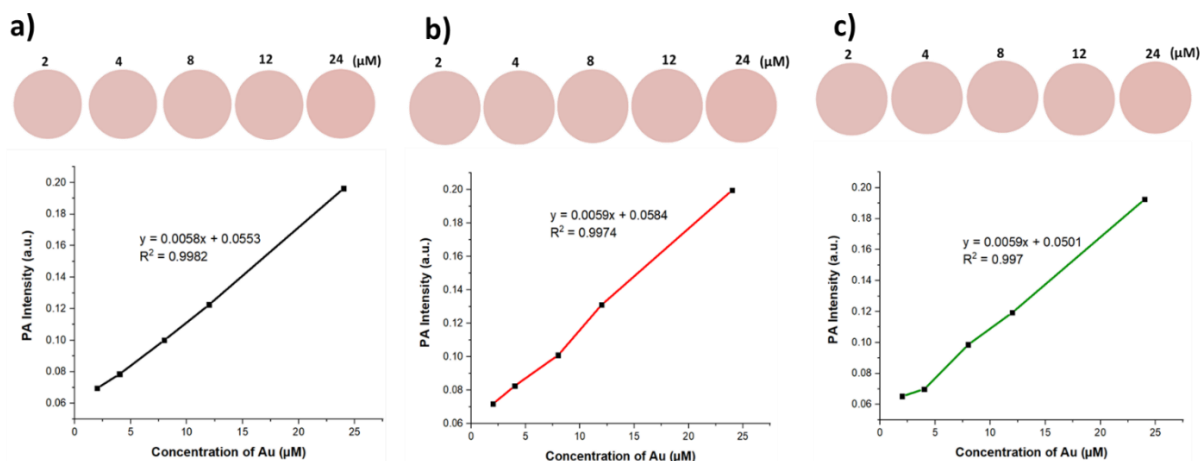 a)
2 4 8 12 24 (µM)
0.20
0.18
0.16
0.14
0.12
0.10
0.08
0.06
PA Intensity (a.u.)
y = 0.0058x + 0.0553
R² = 0.9982
0 5 10 15 20 25
Concentration of Au (µM)
b)
2 4 8 12 24 (µM)
0.20
0.18
0.16
0.14
0.12
0.10
0.08
0.06
PA Intensity (a.u.)
y = 0.0059x + 0.0584
R² = 0.9974
0 5 10 15 20 25
Concentration of Au (µM)
c)
2 4 8 12 24 (µM)
0.20
0.18
0.16
0.14
0.12
0.10
0.08
0.06
PA Intensity (a.u.)
y = 0.0059x + 0.0501
R² = 0.997
0 5 10 15 20 25
Concentration of Au (µM)